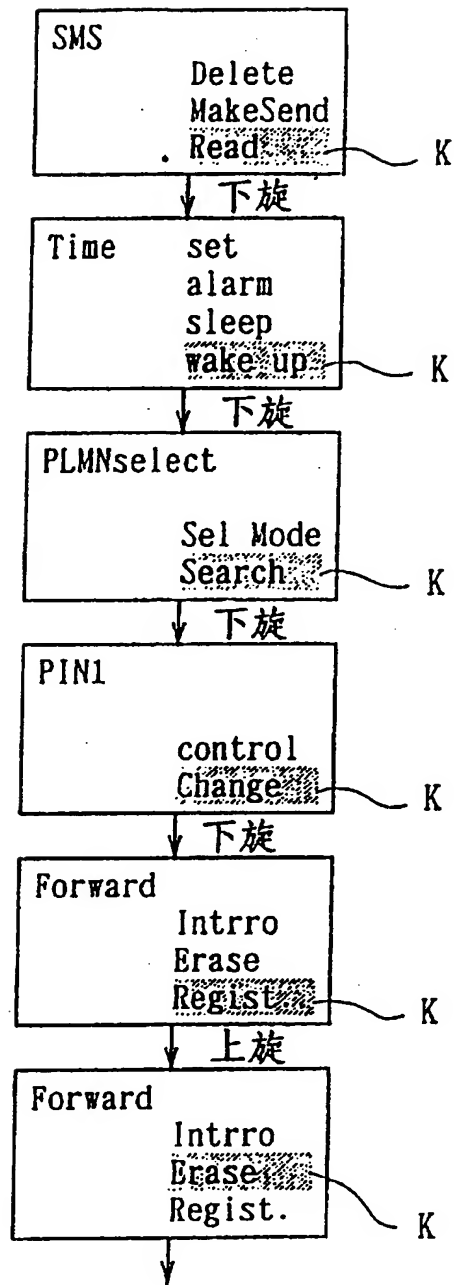 SMS
Delete
MakeSend
Read K
下旋
Time set
alarm
sleep
wake up K
下旋
PLMNselect
Sel Mode
Search K
下旋
PIN1
control
Change K
下旋
Forward
Intrro
Erase
Regist. K
上旋
Forward
Intrro
Erase
Regist. K